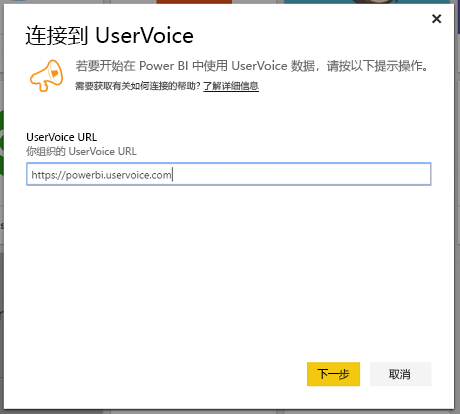 连接到 UserVoice
若要开始在 Power BI 中使用 UserVoice 数据，请按以下提示操作。
需要获取有关如何连接的帮助? 了解详细信息
UserVoice URL
你组织的 UserVoice URL
https://powerbi.uservoice.com
下一步
取消